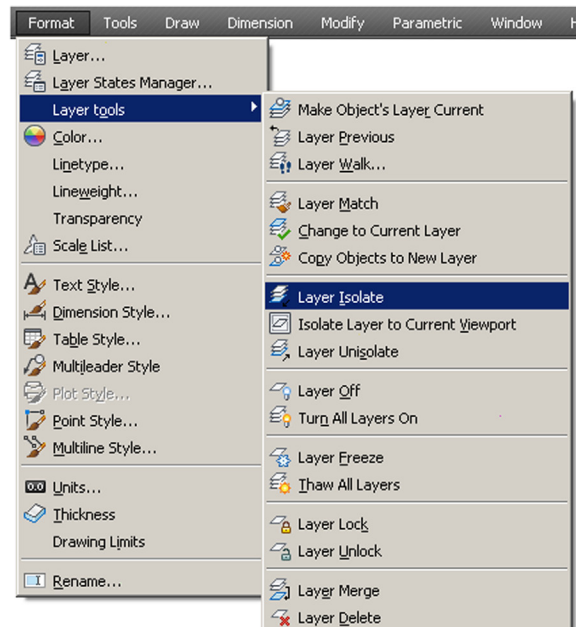 Format Tools Draw Dimension Modify Parametric Window
Layer...
Layer States Manager...
Layer tools
Color...
Linetype...
Lineweight...
Transparency
Scale List...
Text Style...
Dimension Style...
Table Style...
Multileader Style
Plot Style...
Point Style...
Multiline Style...
0.0 Units...
Thickness
Drawing Limits
Rename...
Make Object's Layer Current
Layer Previous
Layer Walk...
Layer Match
Change to Current Layer
Copy Objects to New Layer
Layer Isolate
Isolate Layer to Current Viewport
Layer Unisolate
Layer Off
Turn All Layers On
Layer Freeze
Thaw All Layers
Layer Lock
Layer Unlock
Layer Merge
Layer Delete